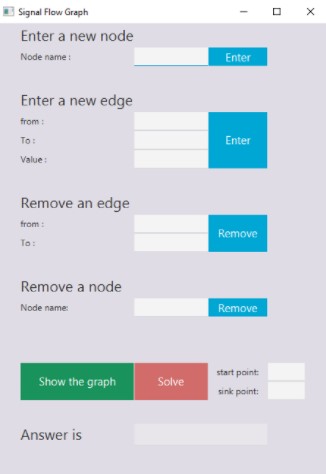 Signal Flow Graph
Enter a new node
Node name : Enter
Enter a new edge
from :
To : Enter
Value :
Remove an edge
from :
Remove
To :
Remove a node
Node name: Remove
Show the graph Solve start point:
sink point:
Answer is